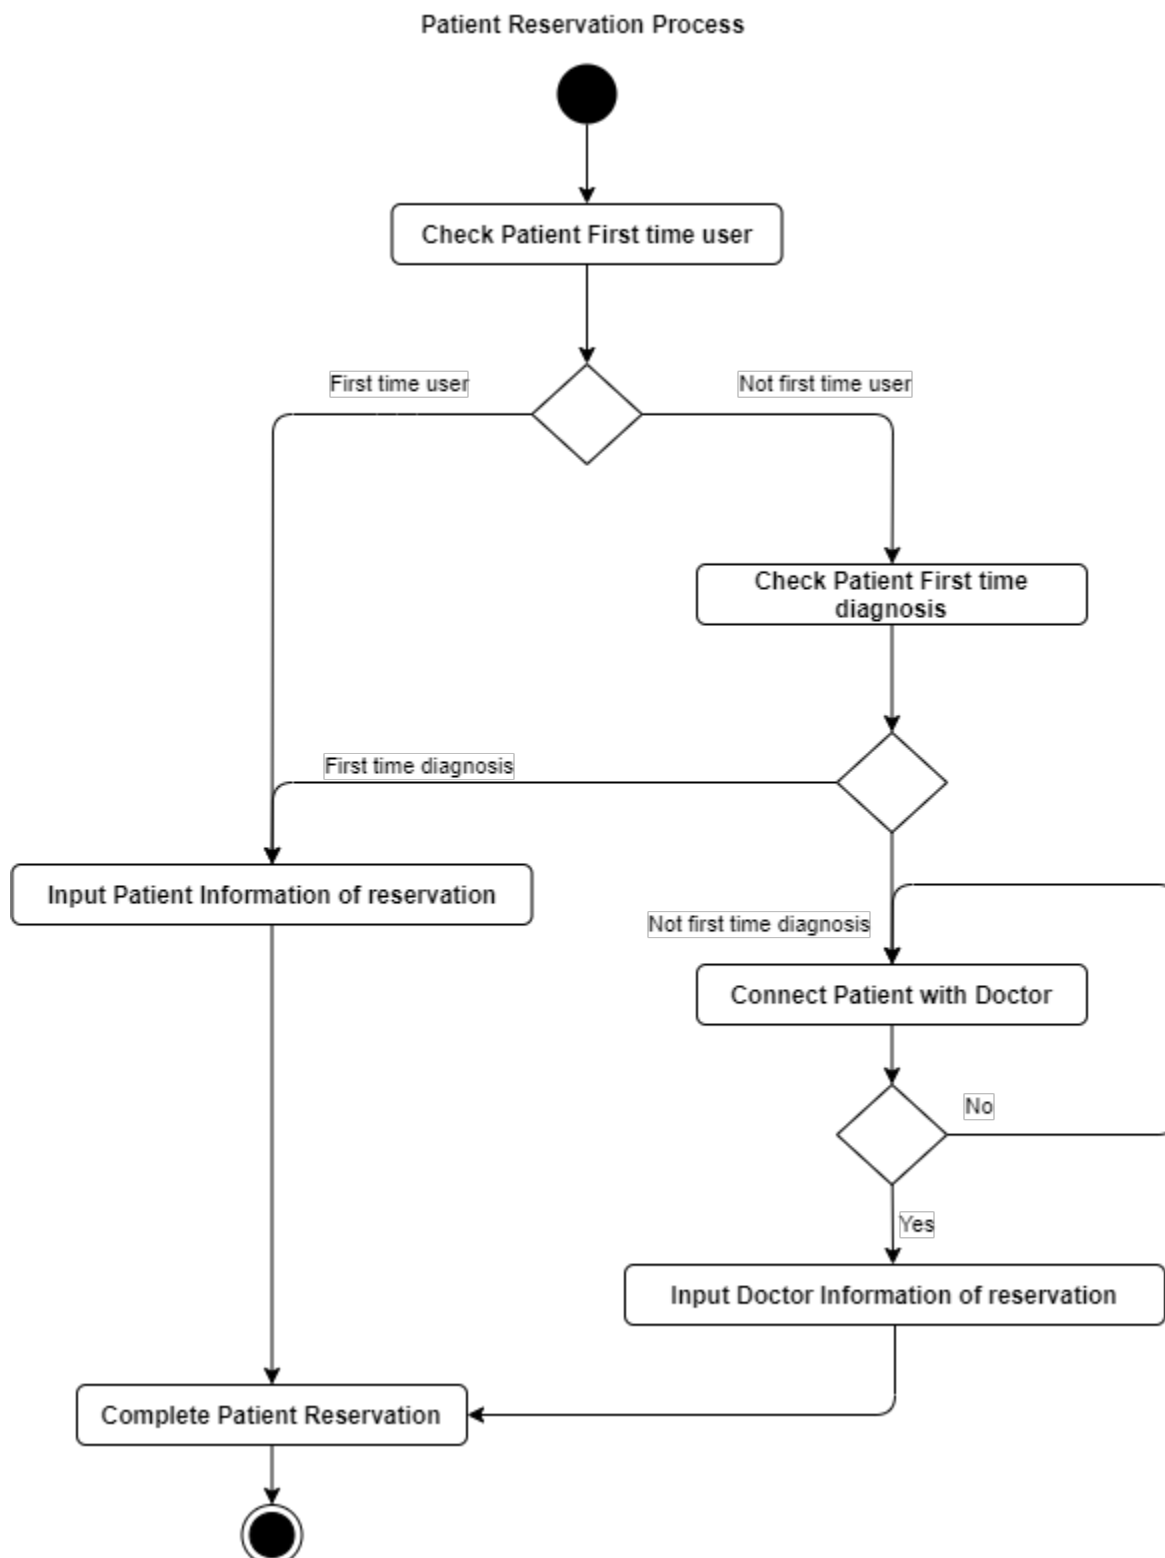 Patient Reservation Process
Check Patient First time user
First time user
Not first time user
Check Patient First time
diagnosis
First time diagnosis
Input Patient Information of reservation
Not first time diagnosis
Connect Patient with Doctor
No
Yes
Input Doctor Information of reservation
Complete Patient Reservation